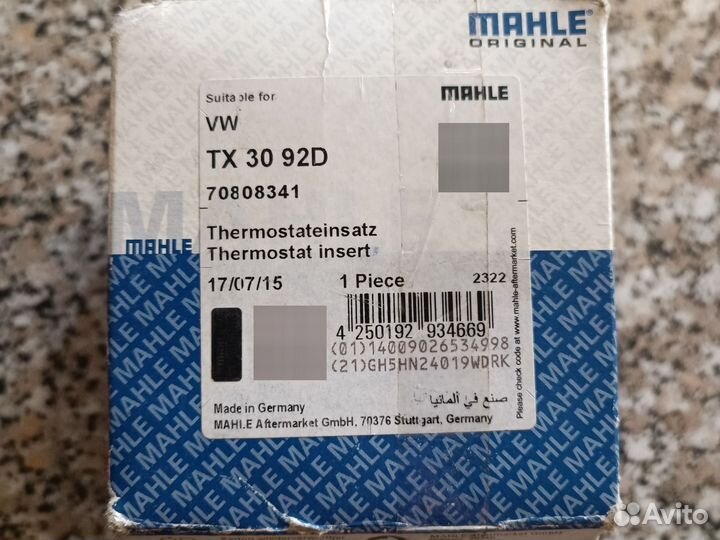 MAHLE
ORIGINAL
Suitable for
MAHLE
VW
TX 30 92D
70808341
MAHLE
Thermostateinsatz
Thermostat insert
17/07/15
1 Piece
2322
4 250192 934669
(01)14009026534998
(21)GH5HN24019WDRK
Please check code at www.mahle-aftermarket.com
صنع في ألمانيا
Made in Germany
MAHLE Aftermarket GmbH, 70376 Stuttgart, Germany
MAHLE
Avito